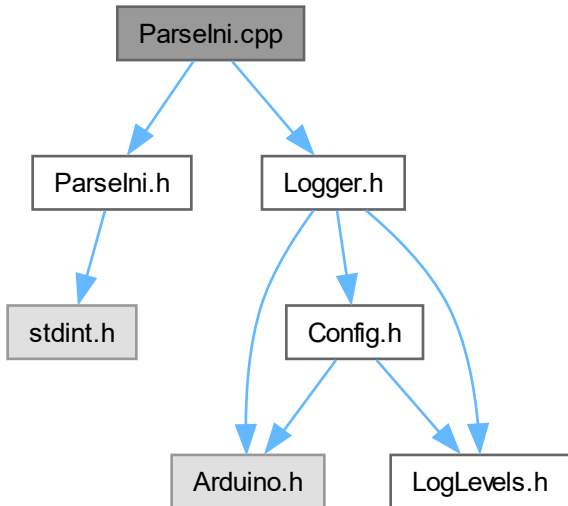 ParseIni.cpp
ParseIni.h
Logger.h
stdint.h
Config.h
Arduino.h
LogLevels.h